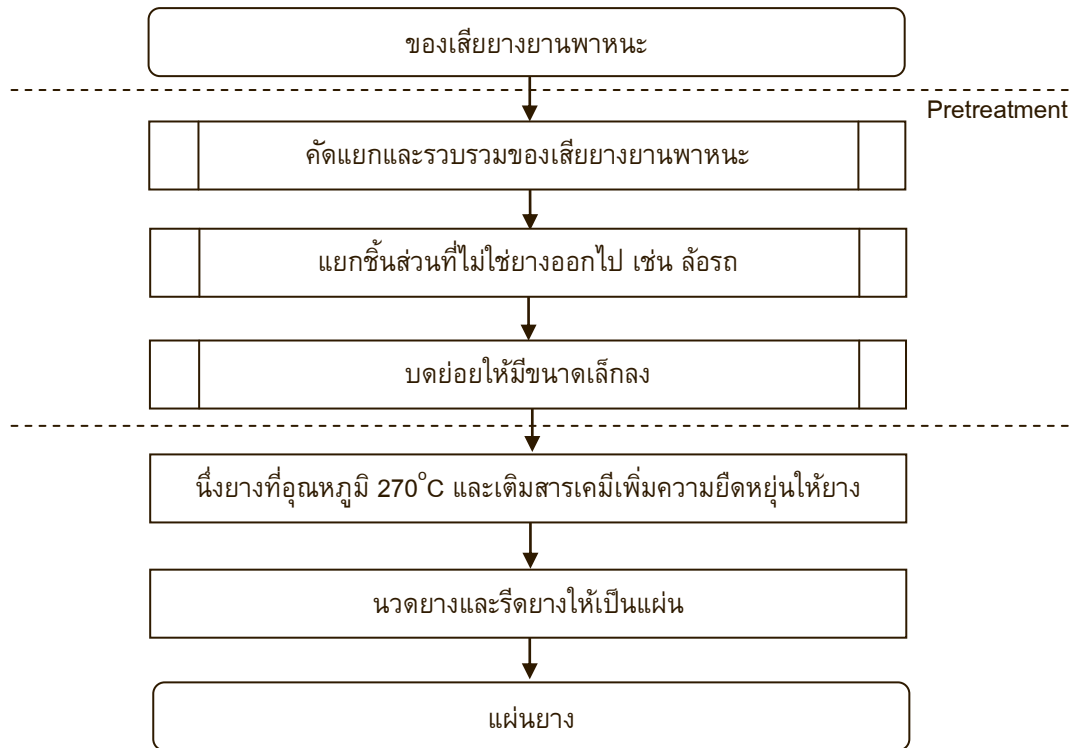 ของเสียยางยานพาหนะ
Pretreatment
คัดแยกและรวบรวมของเสียยางยานพาหนะ
แยกชิ้นส่วนที่ไม่ใช่ยางออกไป เช่น ล้อรถ
บดย่อยให้มีขนาดเล็กลง
นึ่งยางที่อุณหภูมิ 270°C และเติมสารเคมีเพิ่มความยืดหยุ่นให้ยาง
นวดยางและรีดยางให้เป็นแผ่น
แผ่นยาง